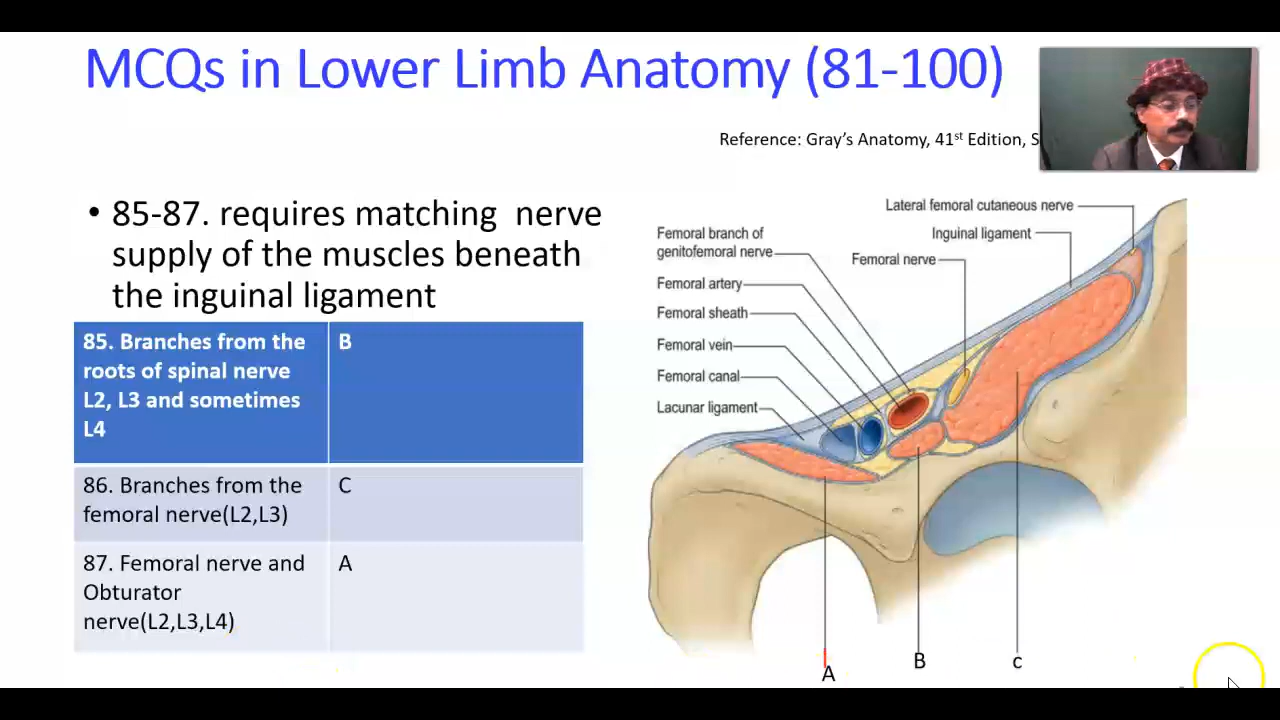 MCQs in Lower Limb Anatomy (81-100)
Reference: Gray's Anatomy, 41st Edition,
• 85-87. requires matching nerve
supply of the muscles beneath
the inguinal ligament
85. Branches from the
roots of spinal nerve
L2, L3 and sometimes
L4
B
86. Branches from the
femoral nerve(L2,L3)
C
87. Femoral nerve and
Obturator
nerve(L2,L3,L4)
A
Lateral femoral cutaneous nerve
Inguinal ligament
Femoral nerve
Femoral branch of
genitofemoral nerve
Femoral artery
Femoral sheath
Femoral vein
Femoral canal
Lacunar ligament
A
B
c